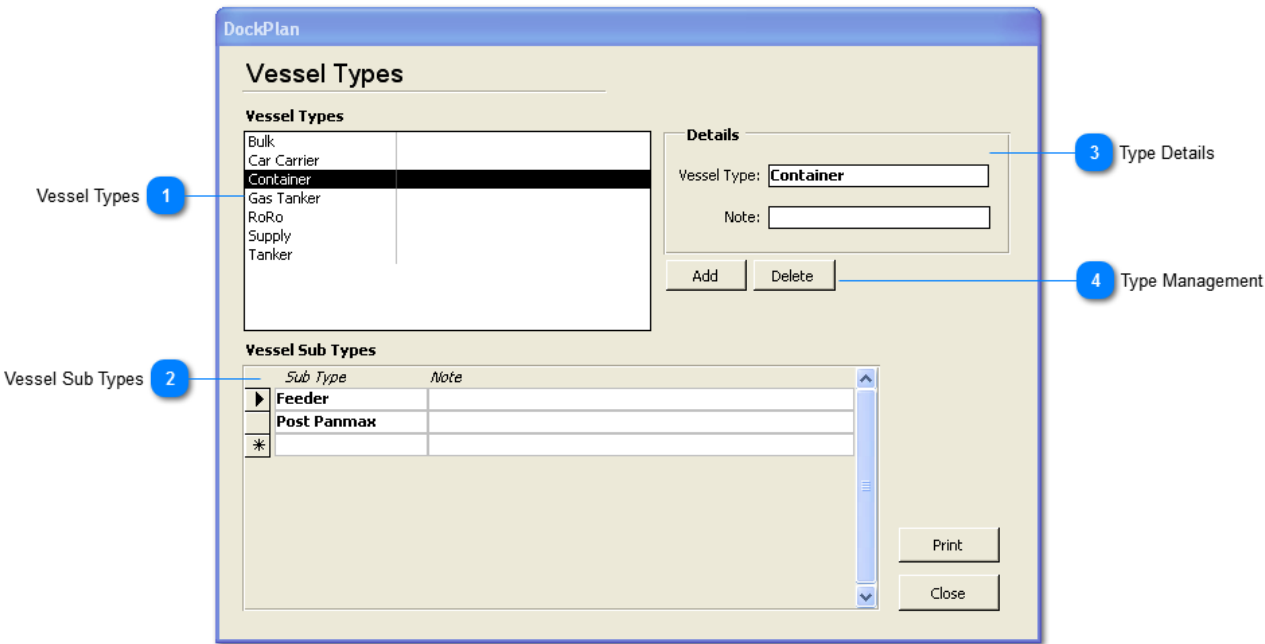 DockPlan
Vessel Types
Vessel Types
Bulk
Car Carrier
Container
Gas Tanker
RoRo
Supply
Tanker
Details
Vessel Type: Container
Note:
Add Delete
Vessel Sub Types
Sub Type Note
Feeder
Post Panmax
Print
Close
Vessel Types 1
Vessel Sub Types 2
3 Type Details
4 Type Management